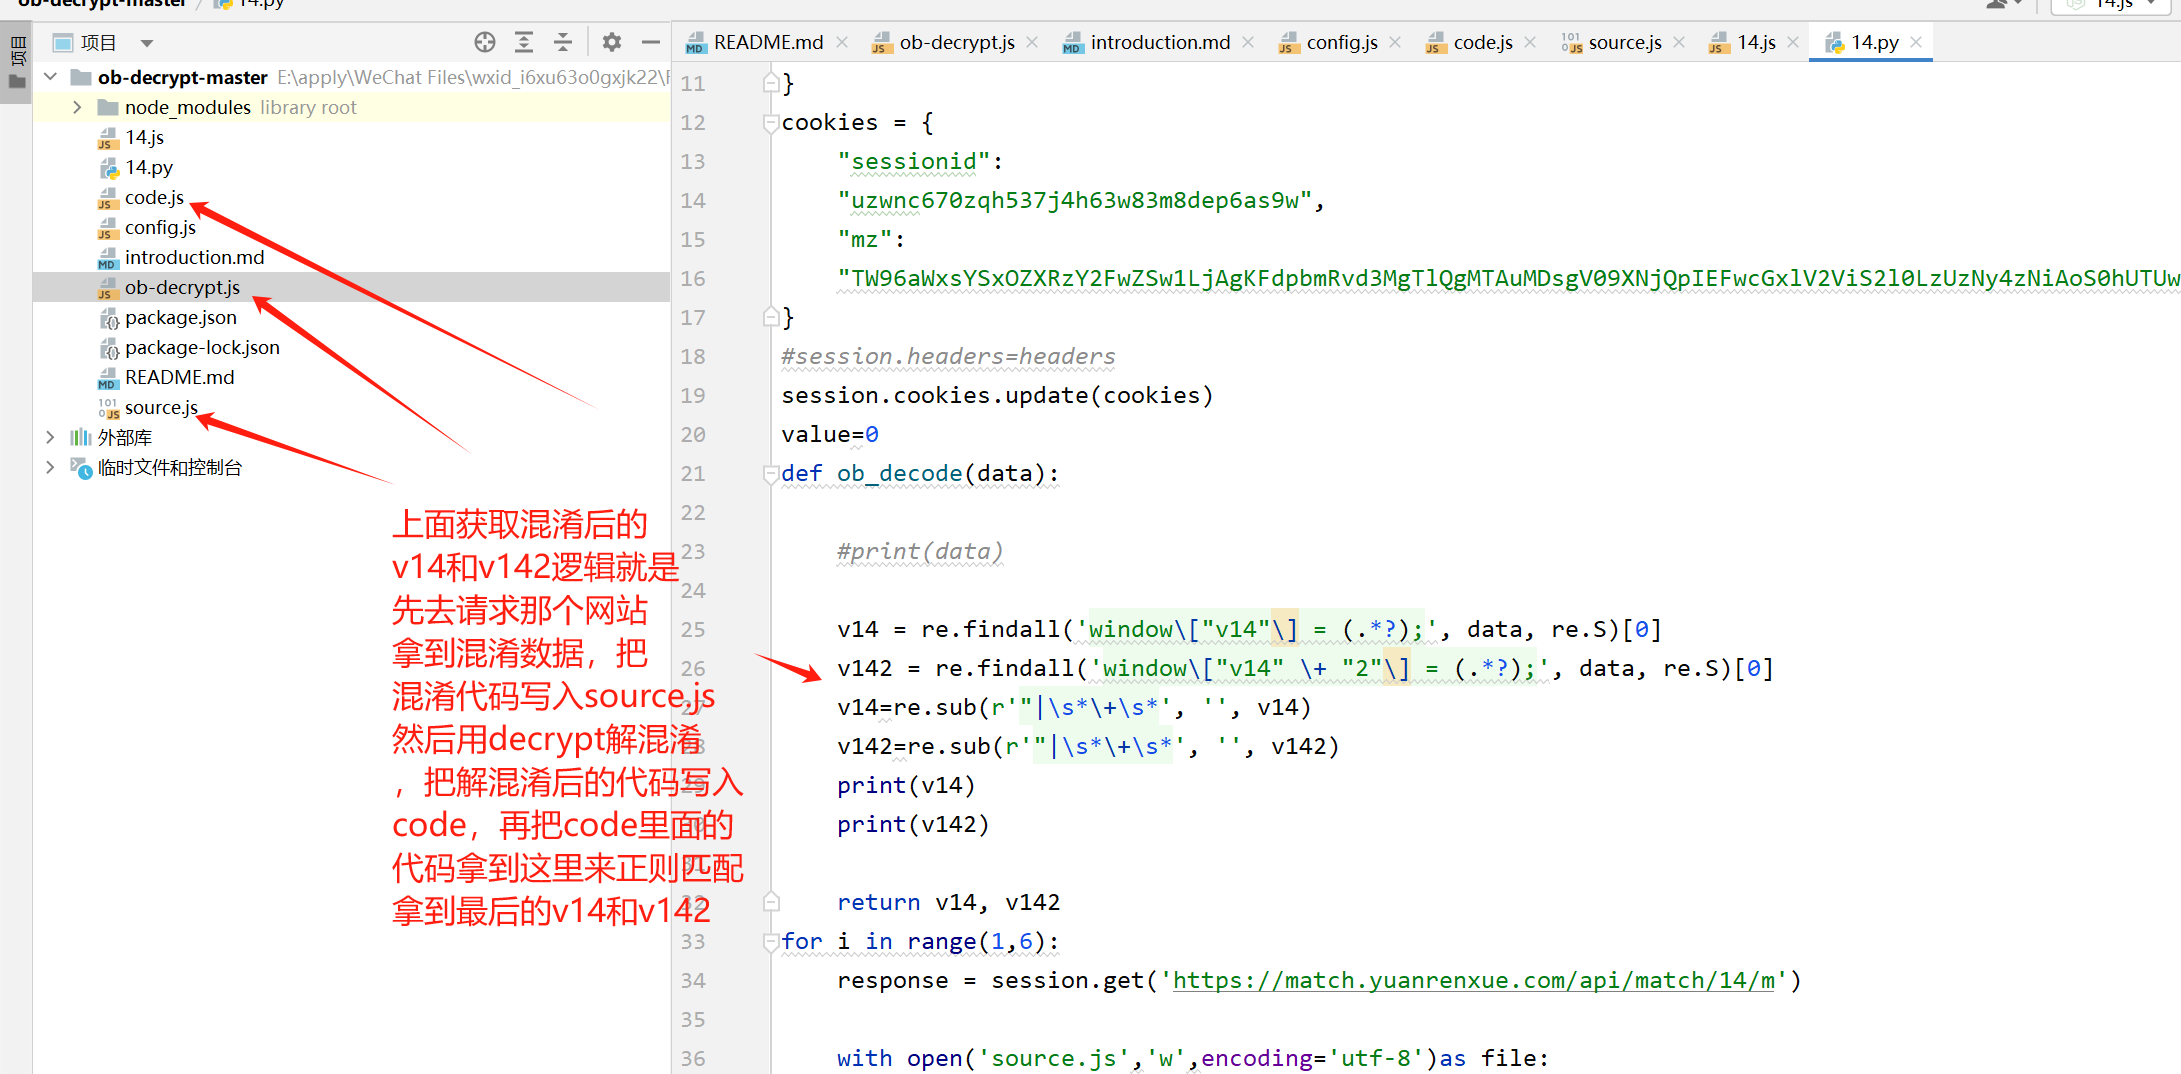 ob-decrypt-master
14.py
14.js
项目
项目
README.md
ob-decrypt.js
introduction.md
config.js
code.js
source.js
14.js
14.py
ob-decrypt-master E:\apply\WeChat Files\wxid_i6xu63o0gxjk22\F
node_modules library root
14.js
14.py
code.js
config.js
introduction.md
ob-decrypt.js
package.json
package-lock.json
README.md
source.js
外部库
临时文件和控制台
上面获取混淆后的
v14和v142逻辑就是
先去请求那个网站
拿到混淆数据，把
混淆代码写入source.js
然后用decrypt解混淆
，把解混淆后的代码写入
code，再把code里面的
代码拿到这里来正则匹配
拿到最后的v14和v142
11 }
12 cookies = {
13 "sessionid":
14 "uzwnc670zqh537j4h63w83m8dep6as9w",
15 "mz":
16 "TW96aWxsYSxOZXRzY2FwZSw1LjAgKFdpbmRvd3MgTlQgMTAuMDsgV09XNjQpIEFwcGxlV2ViS2l0LzUzNy4zNiAoS0hUTUw
17 }
18 #session.headers=headers
19 session.cookies.update(cookies)
20 value=0
21 def ob_decode(data):
22
23 #print(data)
24
25 v14 = re.findall('window\["v14"\] = (.*?);', data, re.S)[0]
26 v142 = re.findall('window\["v14" \+ "2"\] = (.*?);', data, re.S)[0]
27 v14=re.sub(r'"|\s*\+\s*', '', v14)
28 v142=re.sub(r'"|\s*\+\s*', '', v142)
29 print(v14)
30 print(v142)
31
32 return v14, v142
33 for i in range(1,6):
34 response = session.get('https://match.yuanrenxue.com/api/match/14/m')
35
36 with open('source.js','w',encoding='utf-8')as file: